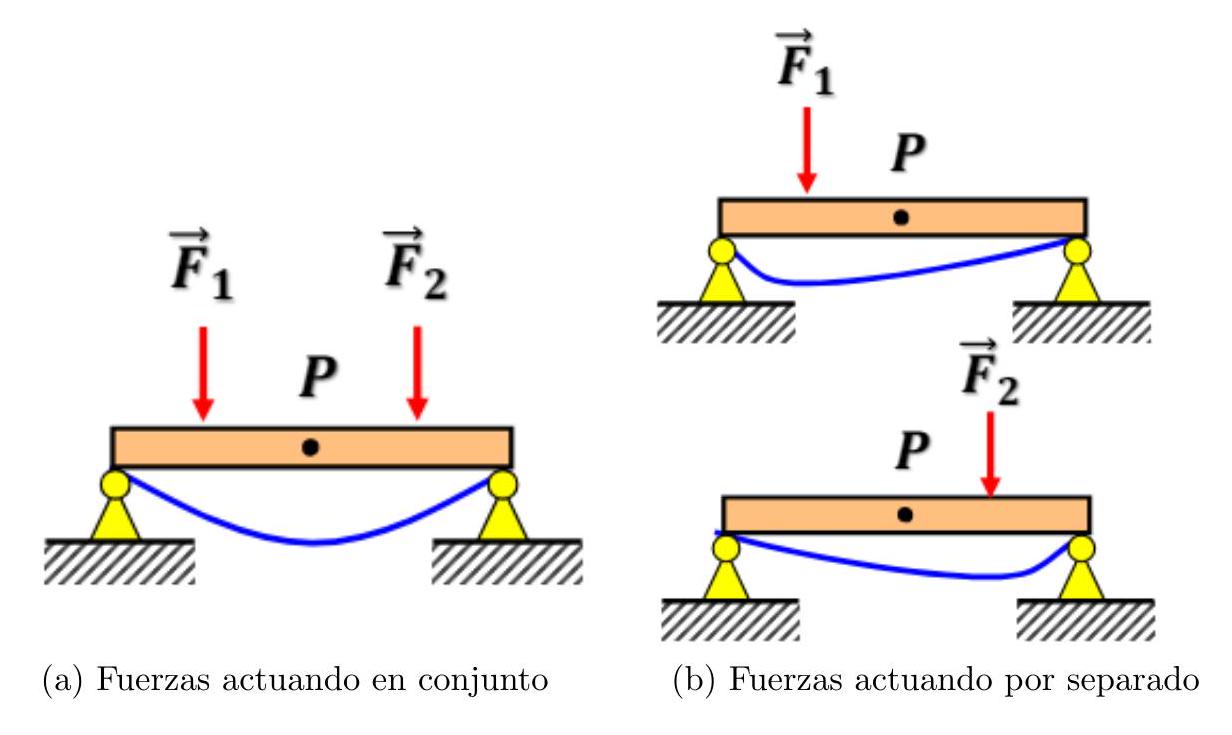 F⃗₁ F⃗₂
P
(a) Fuerzas actuando en conjunto
F⃗₁
P
F⃗₂
P
(b) Fuerzas actuando por separado